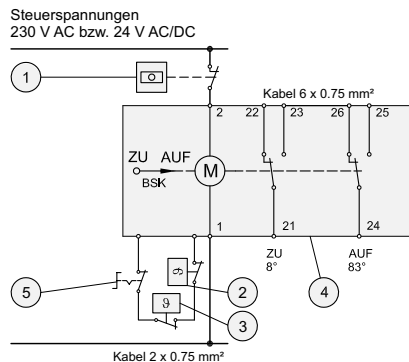 Steuerspannungen
230 V AC bzw. 24 V AC/DC
1
Kabel 6 x 0.75 mm²
2 22 23 26 25
ZU AUF
BSK
M
1 21 24
ZU
8°
AUF
83°
5
ϑ
2
4
ϑ
3
Kabel 2 x 0.75 mm²